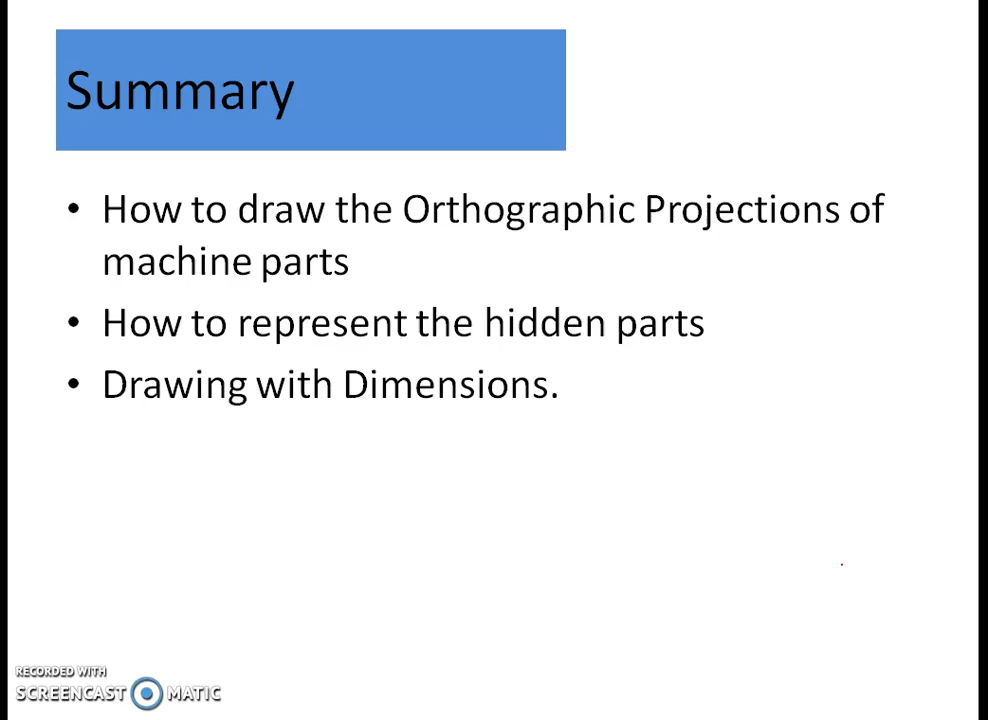 Summary
• How to draw the Orthographic Projections of
machine parts
• How to represent the hidden parts
• Drawing with Dimensions.
RECORDED WITH
SCREENCAST MATIC